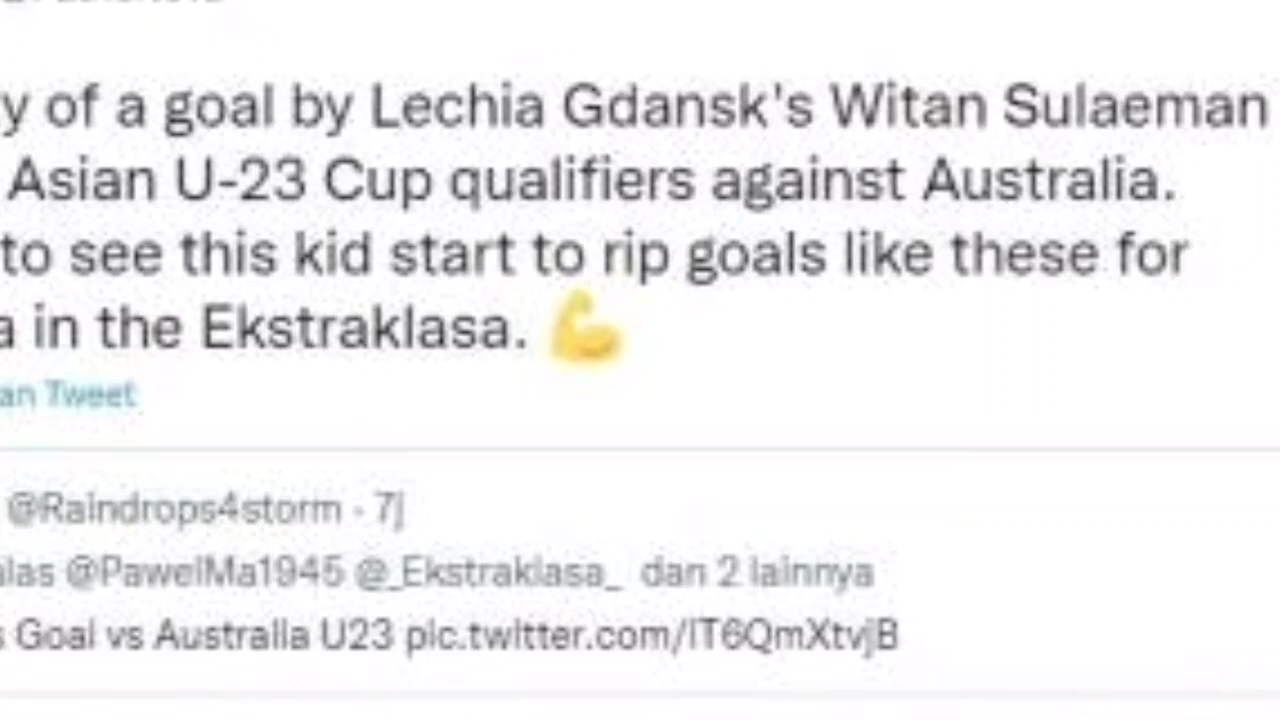 y of a goal by Lechia Gdansk's Witan Sulaeman
Asian U-23 Cup qualifiers against Australia.
to see this kid start to rip goals like these for
a in the Ekstraklasa. 💪
an Tweet
@Raindrops4storm · 7j
alas @PawelMa1945 @_Ekstraklasa_ dan 2 lainnya
s Goal vs Australia U23 pic.twitter.com/IT6QmXtvjB